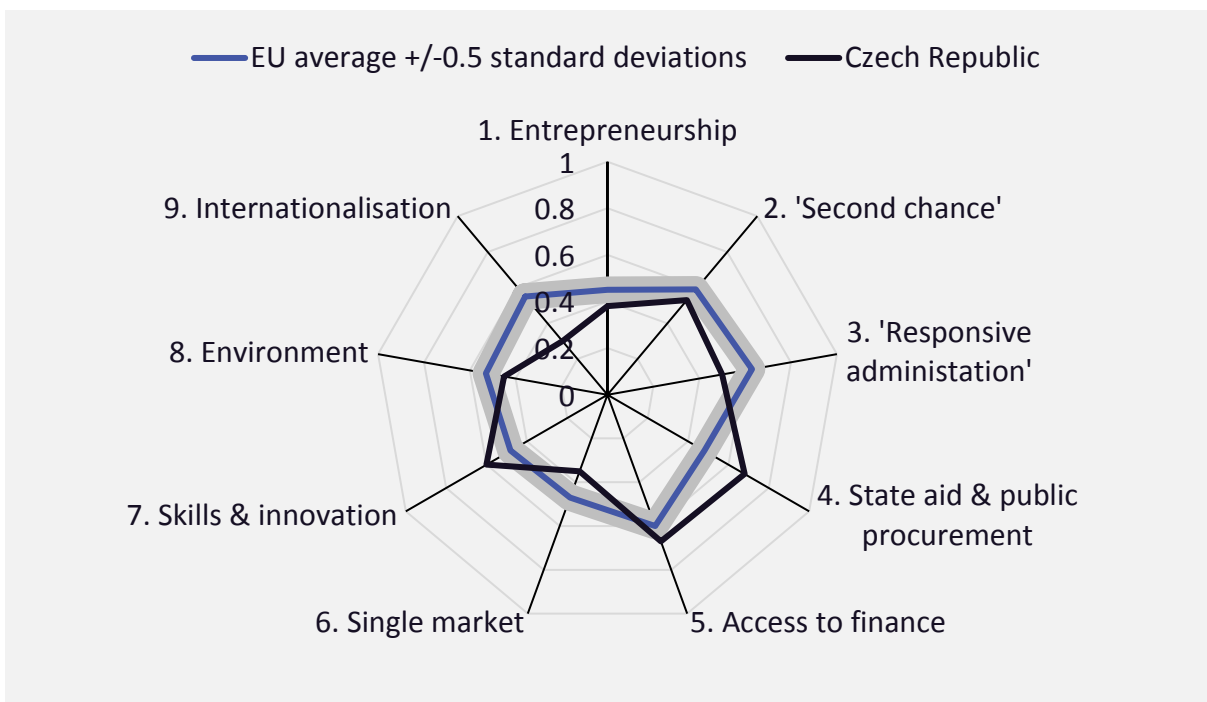 EU average +/-0.5 standard deviations
Czech Republic
1. Entrepreneurship
1
0.8
0.6
0.4
0.2
0
2. 'Second chance'
3. 'Responsive
administation'
4. State aid & public
procurement
5. Access to finance
6. Single market
7. Skills & innovation
8. Environment
9. Internationalisation